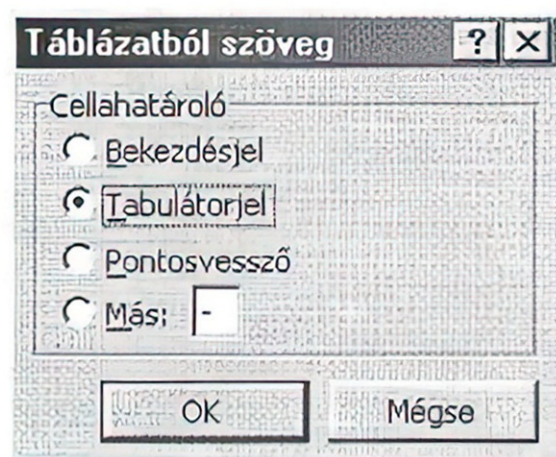 Táblázatból szöveg ? X
Cellahatároló
Bekezdésjel
Tabulátorjel
Pontosvessző
Más: -
OK Mégse